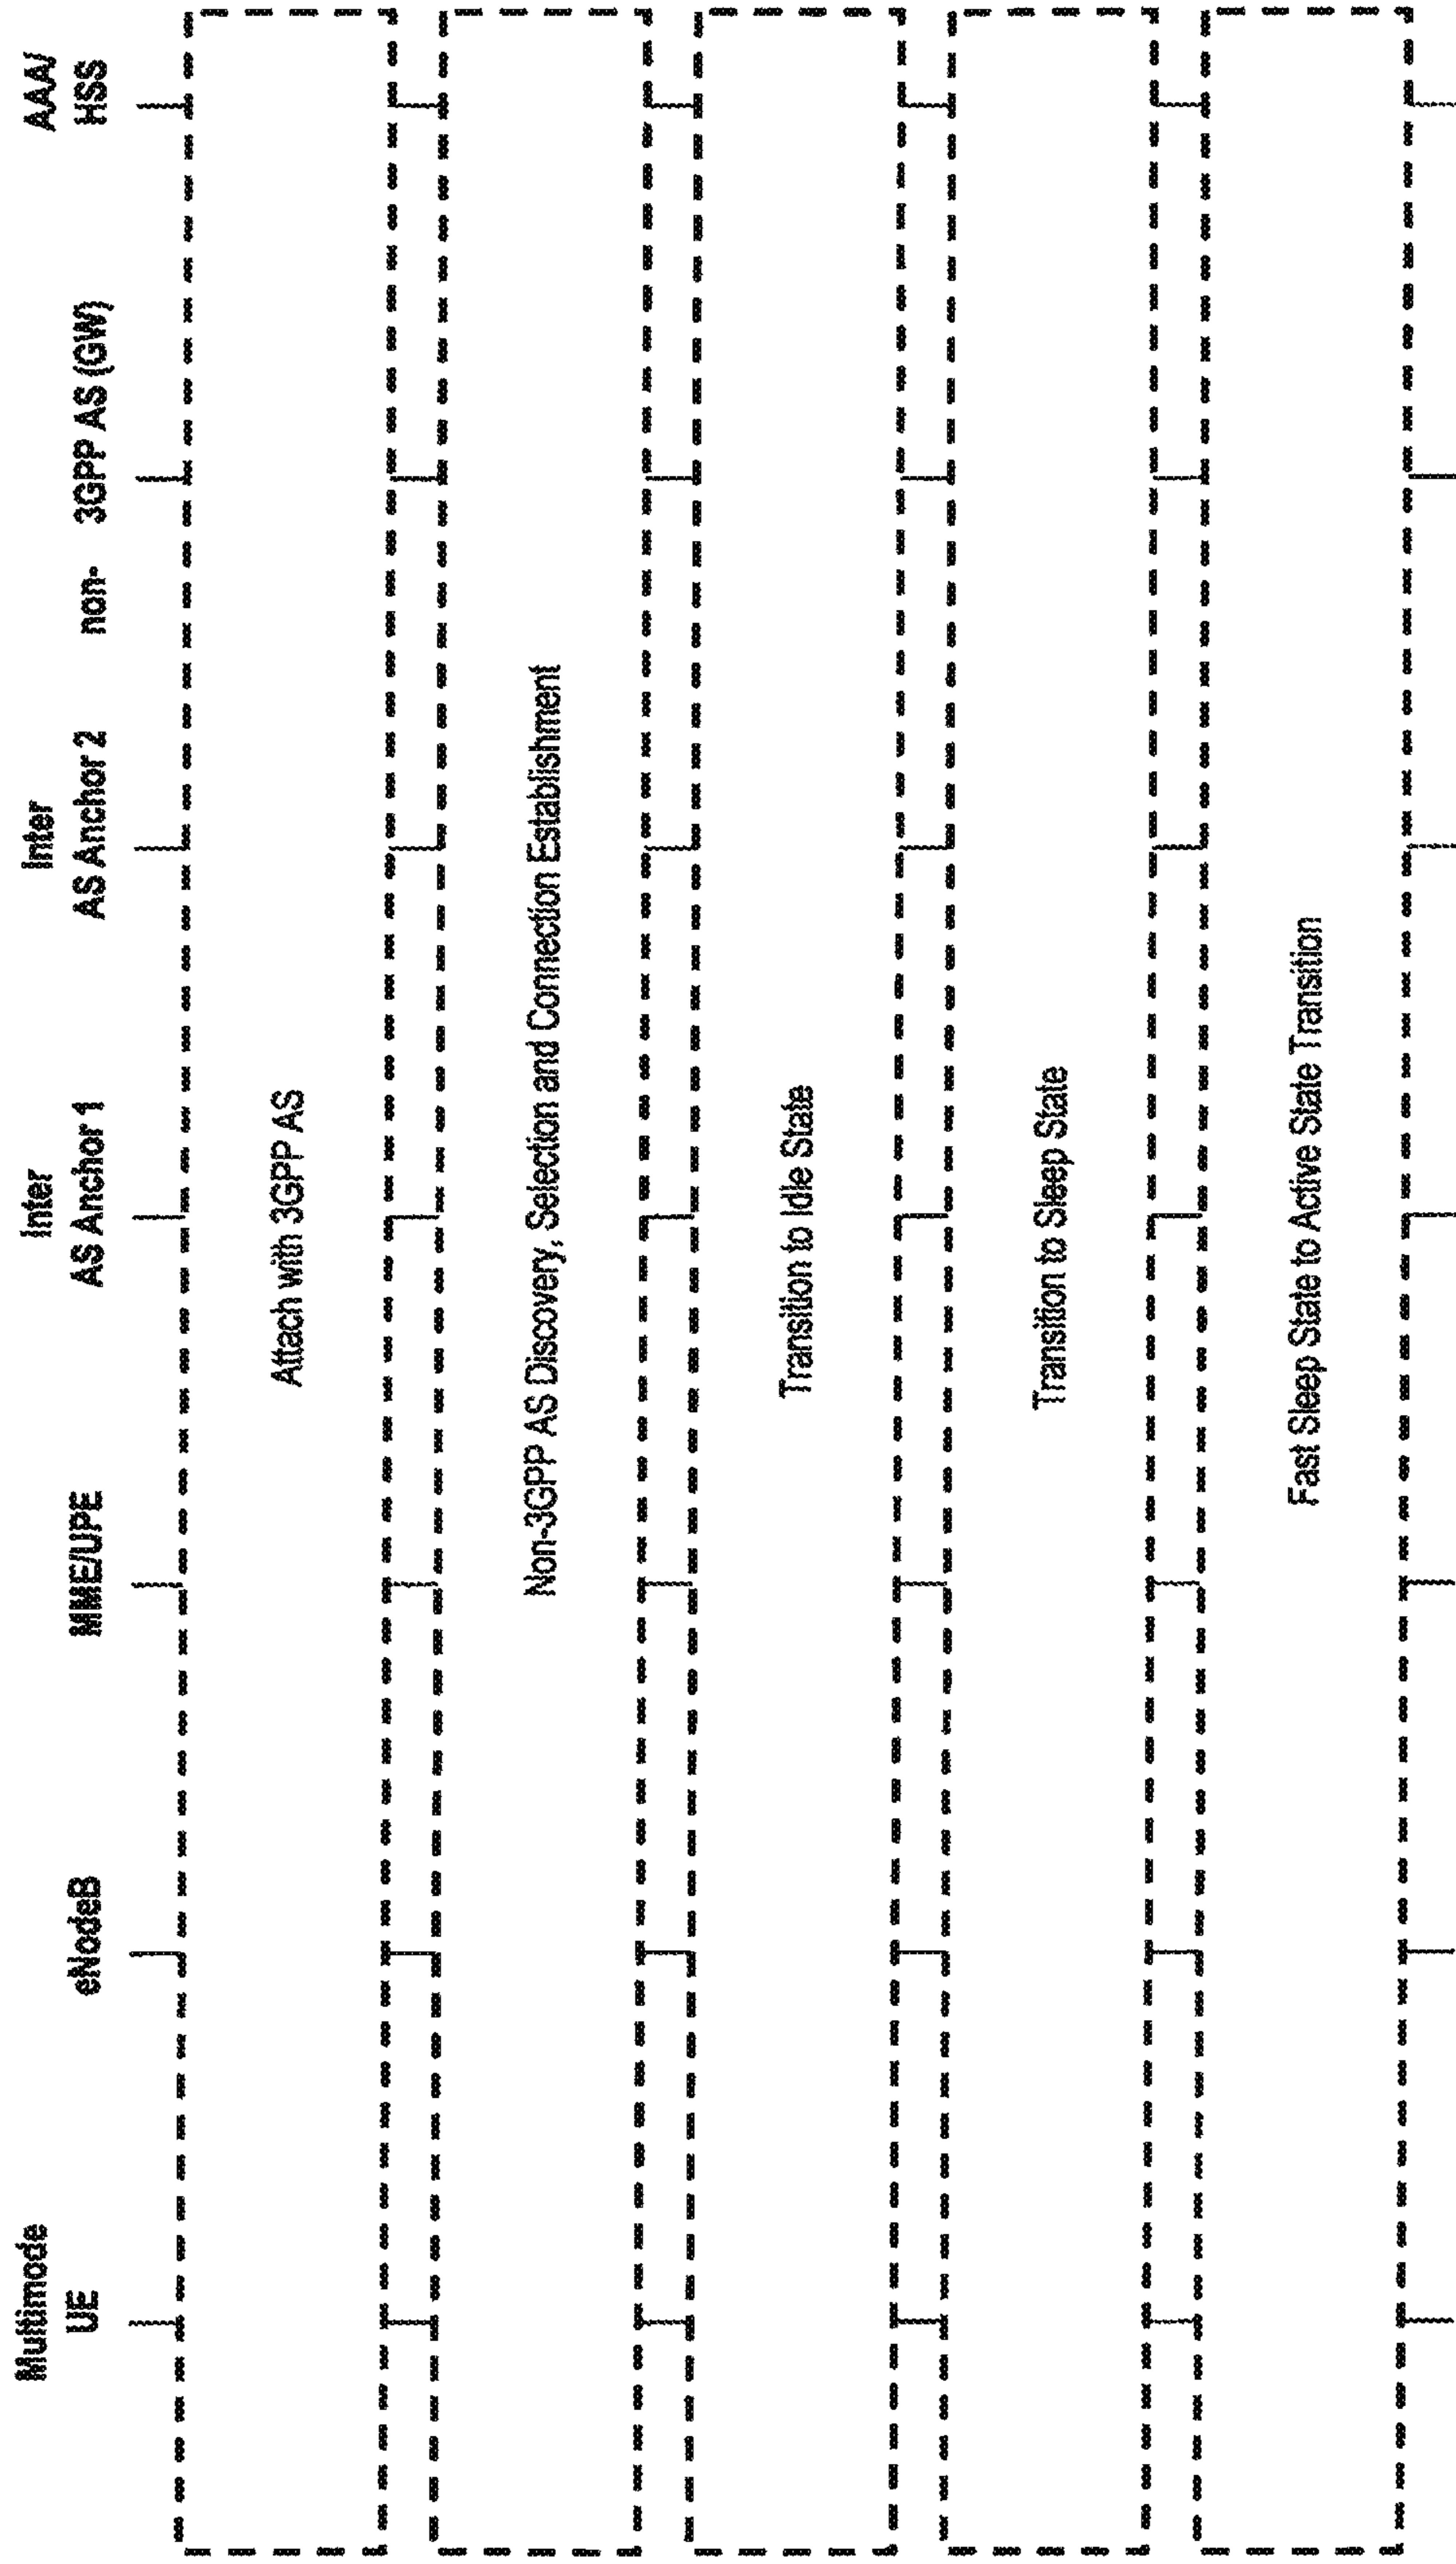 Multimode
UE
eNodeB
MME/UPE
Inter
AS Anchor 1
Inter
AS Anchor 2
non- 3GPP AS (GW)
AAA/
HSS
Attach with 3GPP AS
Non-3GPP AS Discovery, Selection and Connection Establishment
Transition to Idle State
Transition to Sleep State
Fast Sleep State to Active State Transition